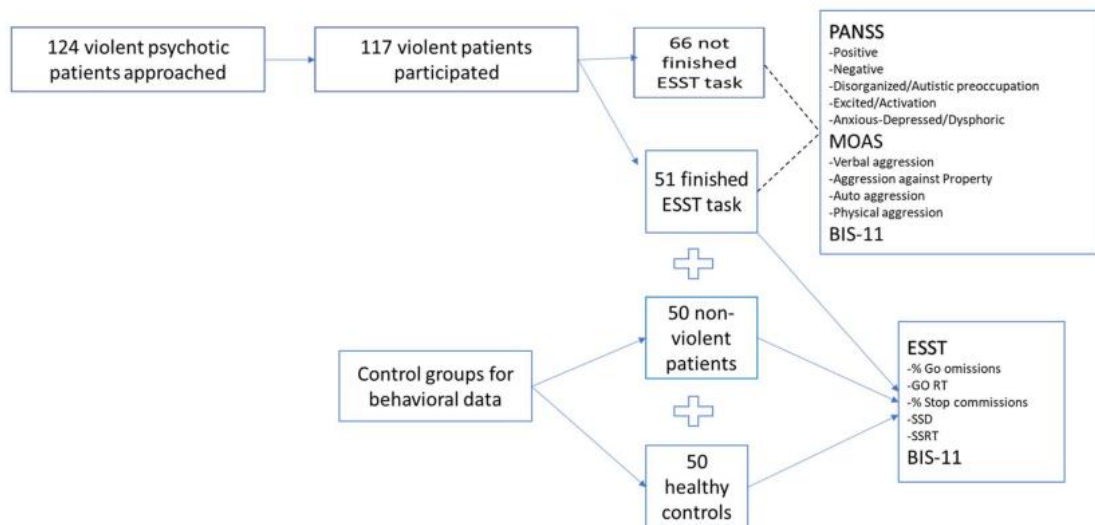 124 violent psychotic
patients approached
117 violent patients
participated
66 not
finished
ESST task
51 finished
ESST task
PANSS
-Positive
-Negative
-Disorganized/Autistic preoccupation
-Excited/Activation
-Anxious-Depressed/Dysphoric
MOAS
-Verbal aggression
-Aggression against Property
-Auto aggression
-Physical aggression
BIS-11
Control groups for
behavioral data
50 non-
violent
patients
50
healthy
controls
ESST
-% Go omissions
-GO RT
-% Stop commissions
-SSD
-SSRT
BIS-11